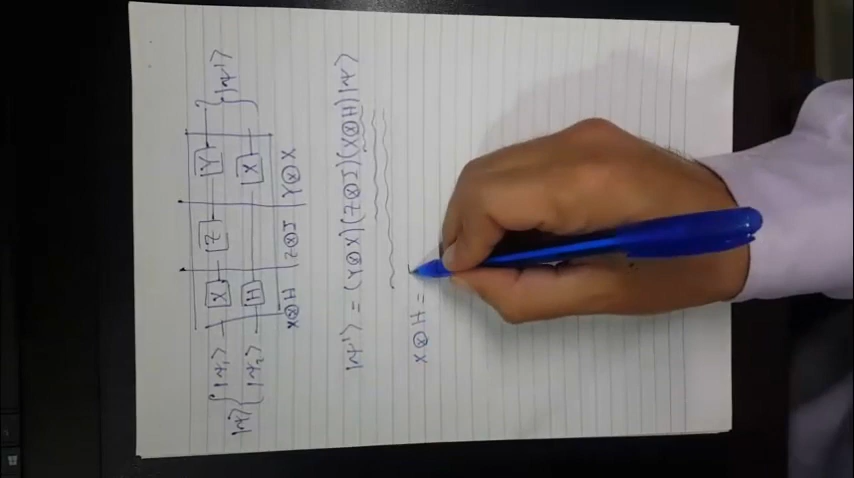 |ψ⟩ { |ψ₁⟩ X Z Y } |ψ'⟩
|ψ₂⟩ H X
X⊗H | Z⊗I | Y⊗X
|ψ'⟩ = (Y⊗X)(Z⊗I)(X⊗H)|ψ⟩
X⊗H =